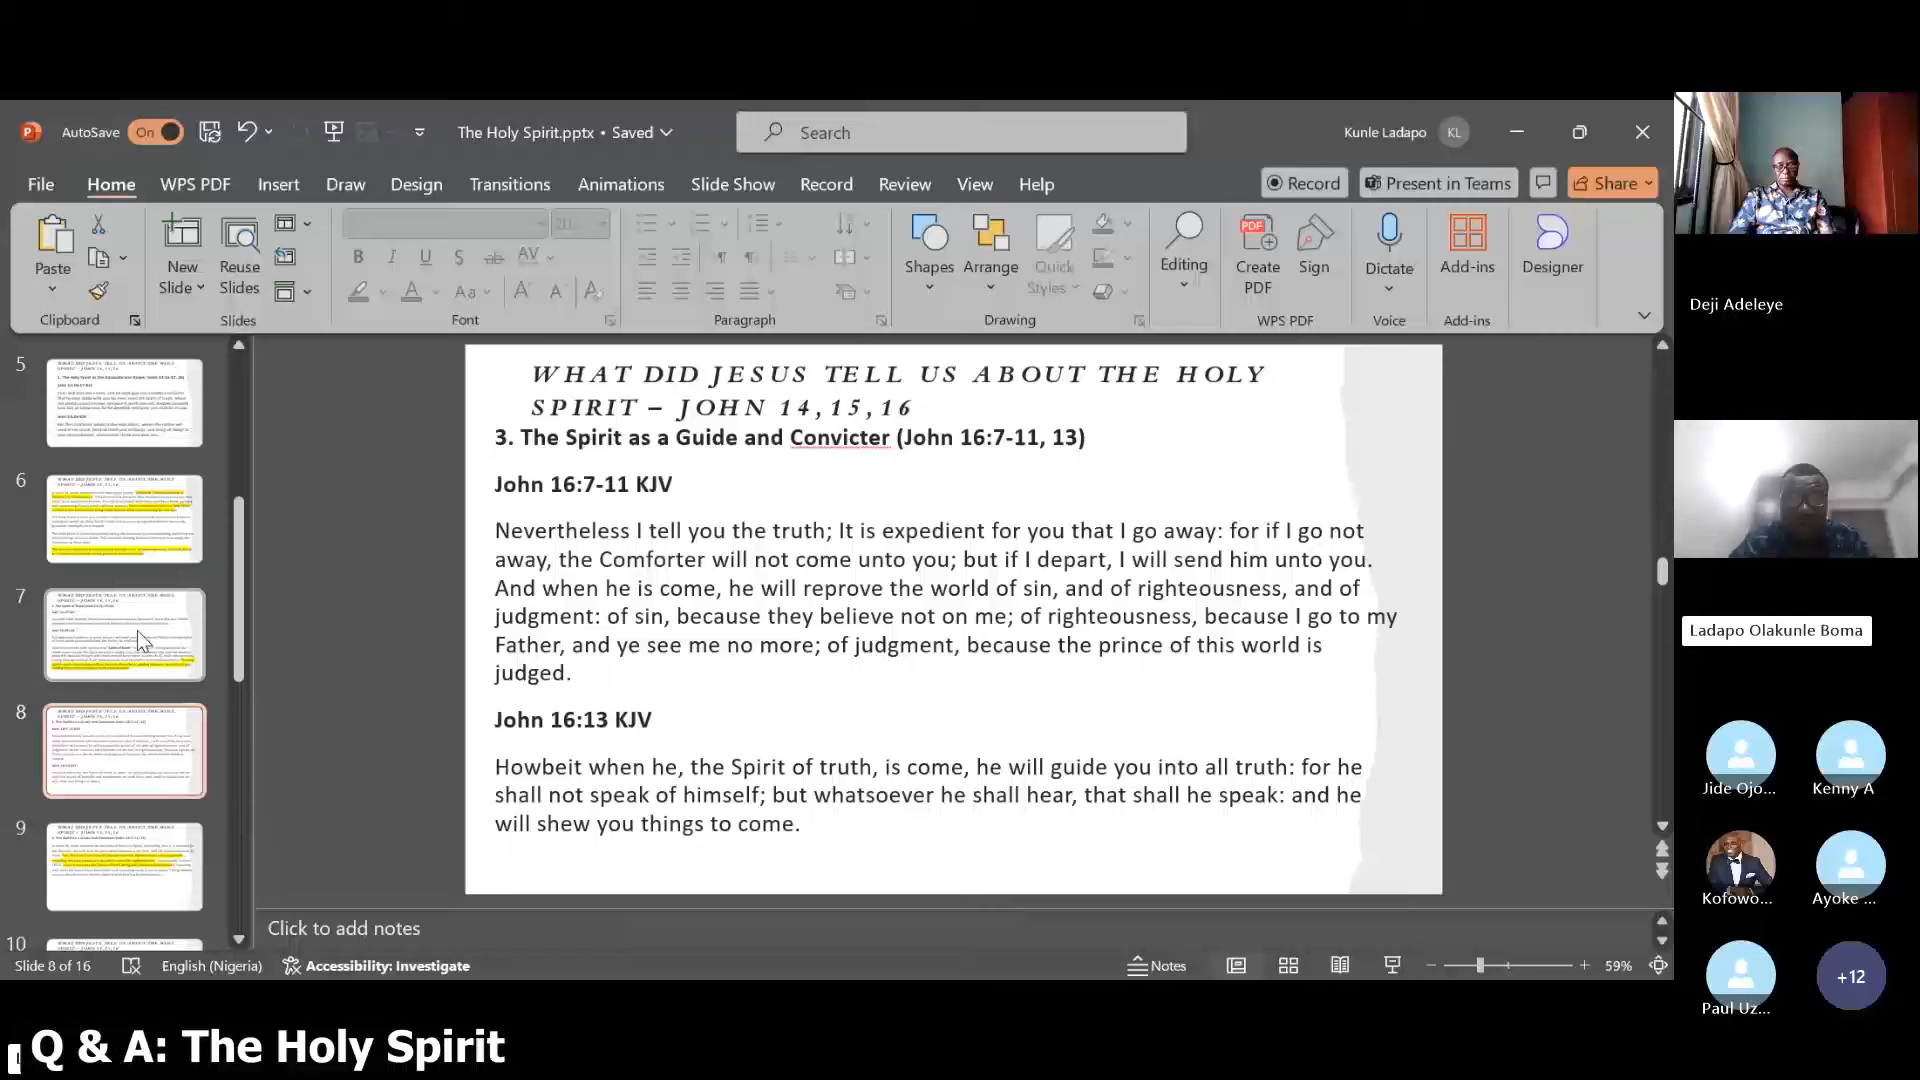 AutoSave On The Holy Spirit.pptx • Saved Search Kunle Ladapo KL
File Home WPS PDF Insert Draw Design Transitions Animations Slide Show Record Review View Help Record Present in Teams Share
Paste New Slide Reuse Slides Shapes Arrange Quick Styles Editing Create PDF Sign Dictate Add-ins Designer
Clipboard Slides Font Paragraph Drawing WPS PDF Voice Add-ins
5
6
7
8
9
10
WHAT DID JESUS TELL US ABOUT THE HOLY
SPIRIT – JOHN 14,15,16
3. The Spirit as a Guide and Convicter (John 16:7-11, 13)
John 16:7-11 KJV
Nevertheless I tell you the truth; It is expedient for you that I go away: for if I go not
away, the Comforter will not come unto you; but if I depart, I will send him unto you.
And when he is come, he will reprove the world of sin, and of righteousness, and of
judgment: of sin, because they believe not on me; of righteousness, because I go to my
Father, and ye see me no more; of judgment, because the prince of this world is
judged.
John 16:13 KJV
Howbeit when he, the Spirit of truth, is come, he will guide you into all truth: for he
shall not speak of himself; but whatsoever he shall hear, that shall he speak: and he
will shew you things to come.
Click to add notes
Slide 8 of 16 English (Nigeria) Accessibility: Investigate Notes 59%
Deji Adeleye
Ladapo Olakunle Boma
Jide Ojo... Kenny A
Kofowo... Ayoke ...
Paul Uz... +12
Q & A: The Holy Spirit